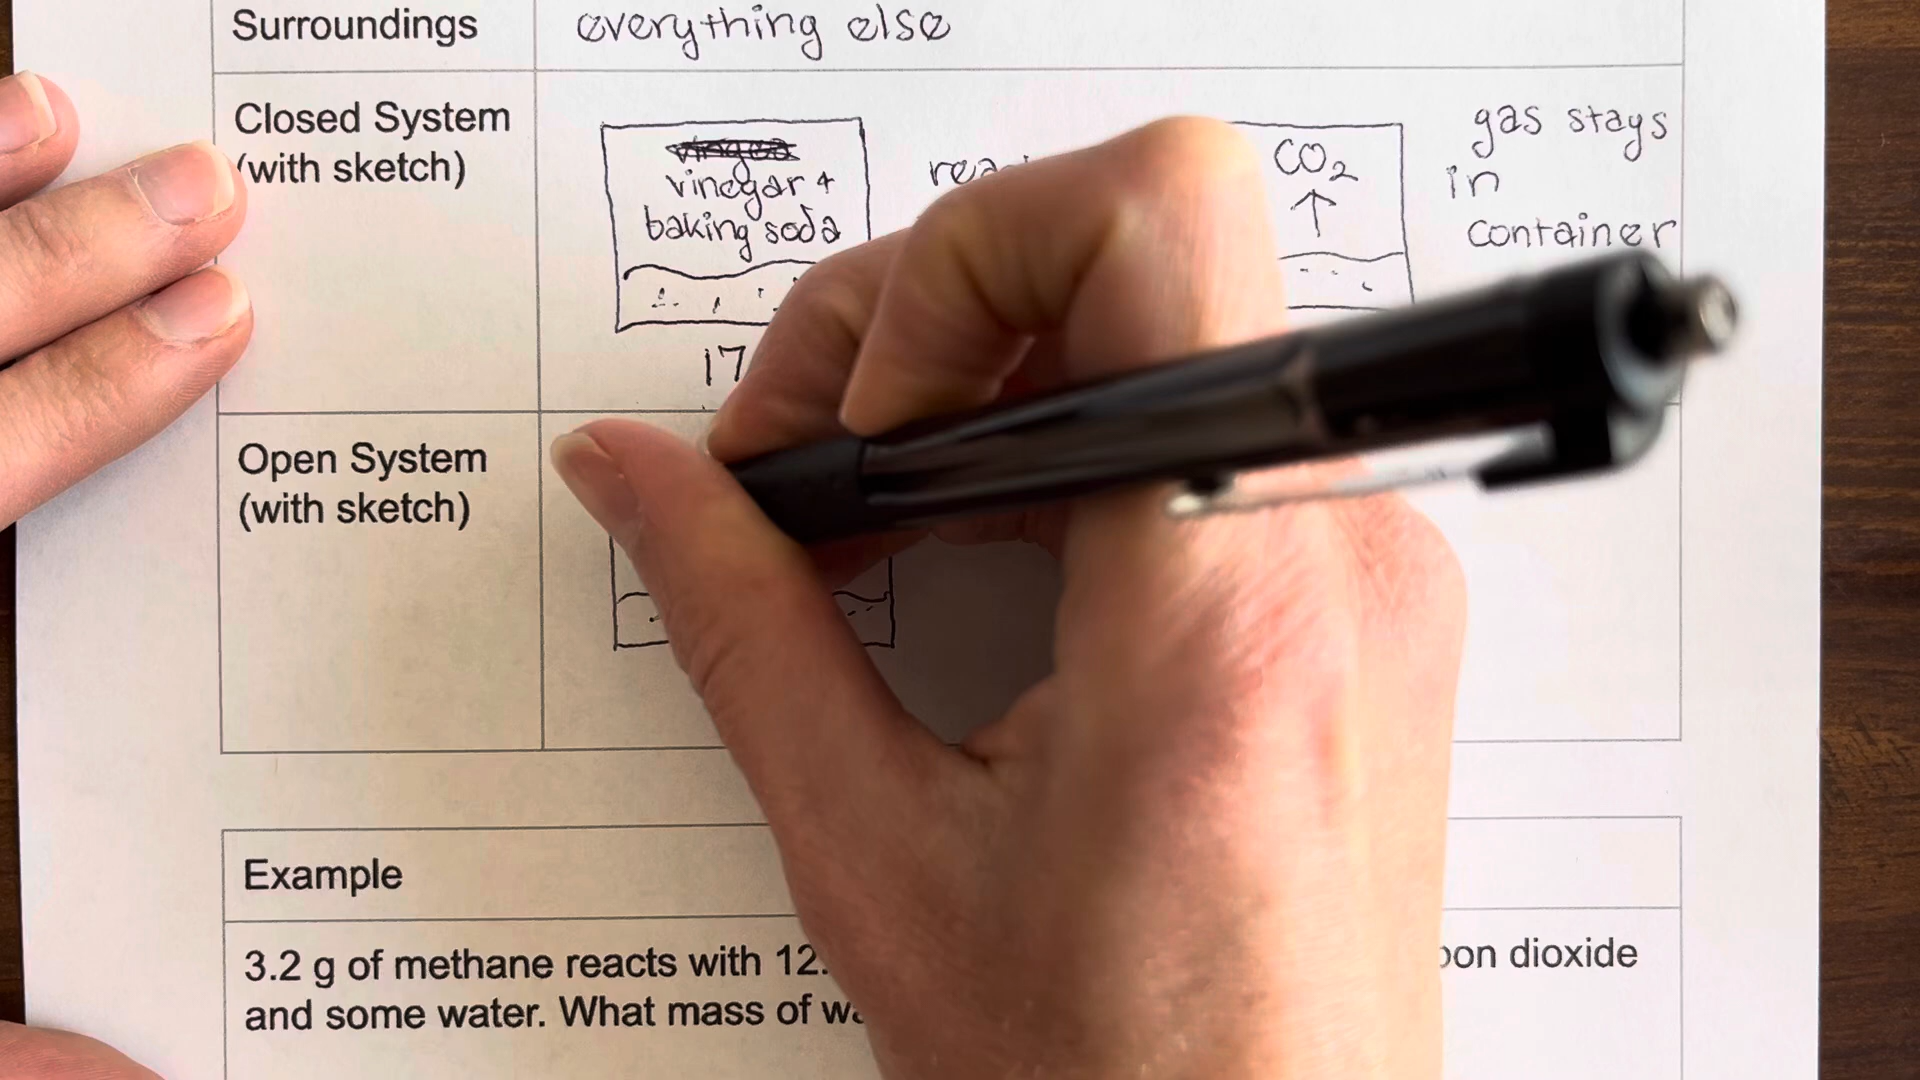 Surroundings everything else
Closed System
(with sketch)
vinegar +
baking soda
CO₂
gas stays
in
container
17
Open System
(with sketch)
Example
3.2 g of methane reacts with 12. dioxide
and some water. What mass of